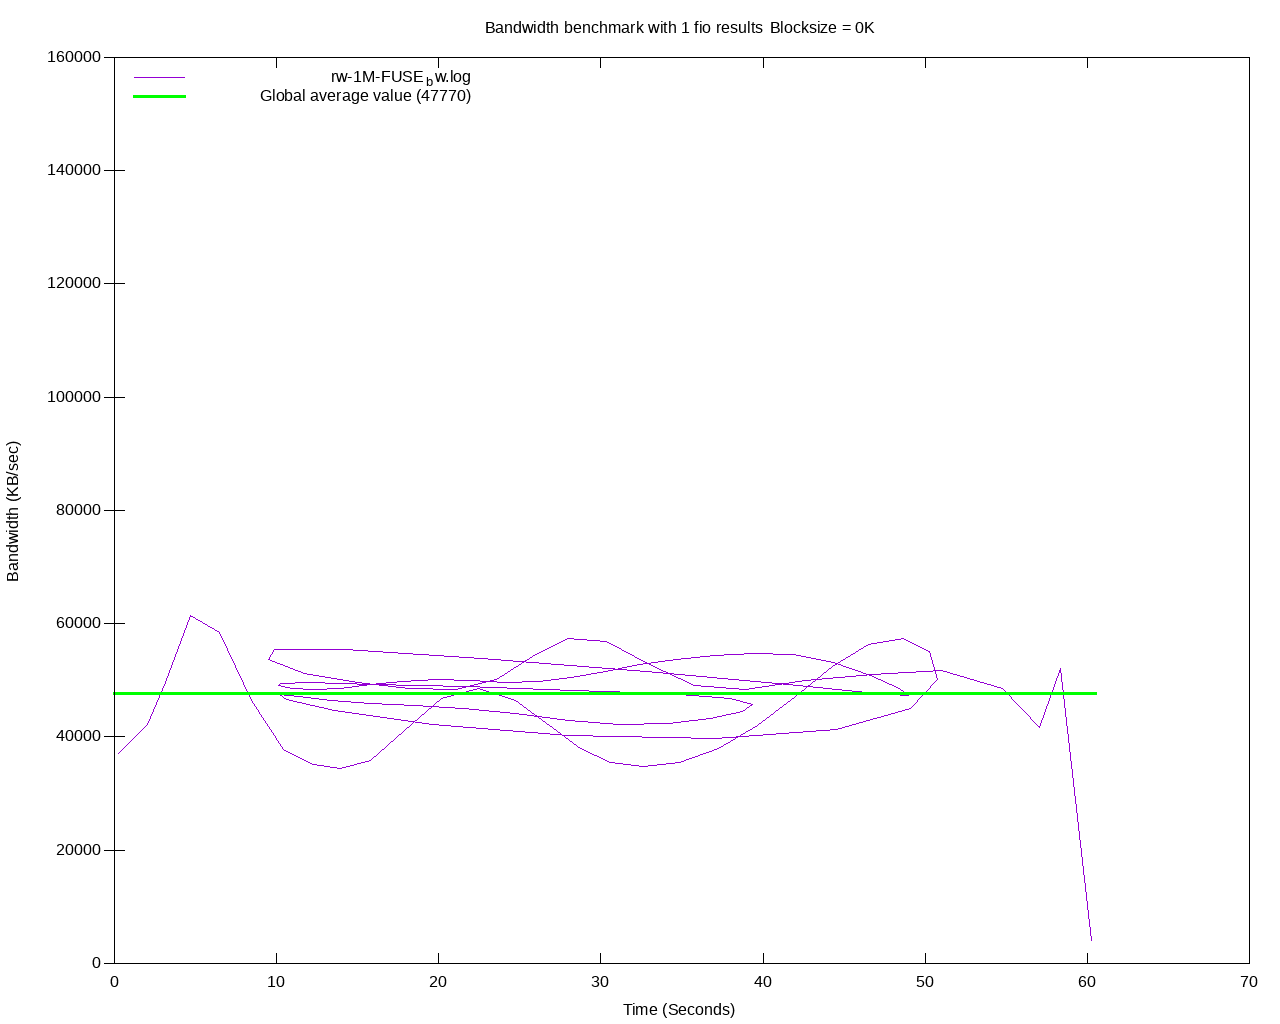 Bandwidth benchmark with 1 fio results Blocksize = 0K
160000
140000
120000
100000
80000
60000
40000
20000
0
Bandwidth (KB/sec)
rw-1M-FUSE_bw.log
Global average value (47770)
0 10 20 30 40 50 60 70
Time (Seconds)